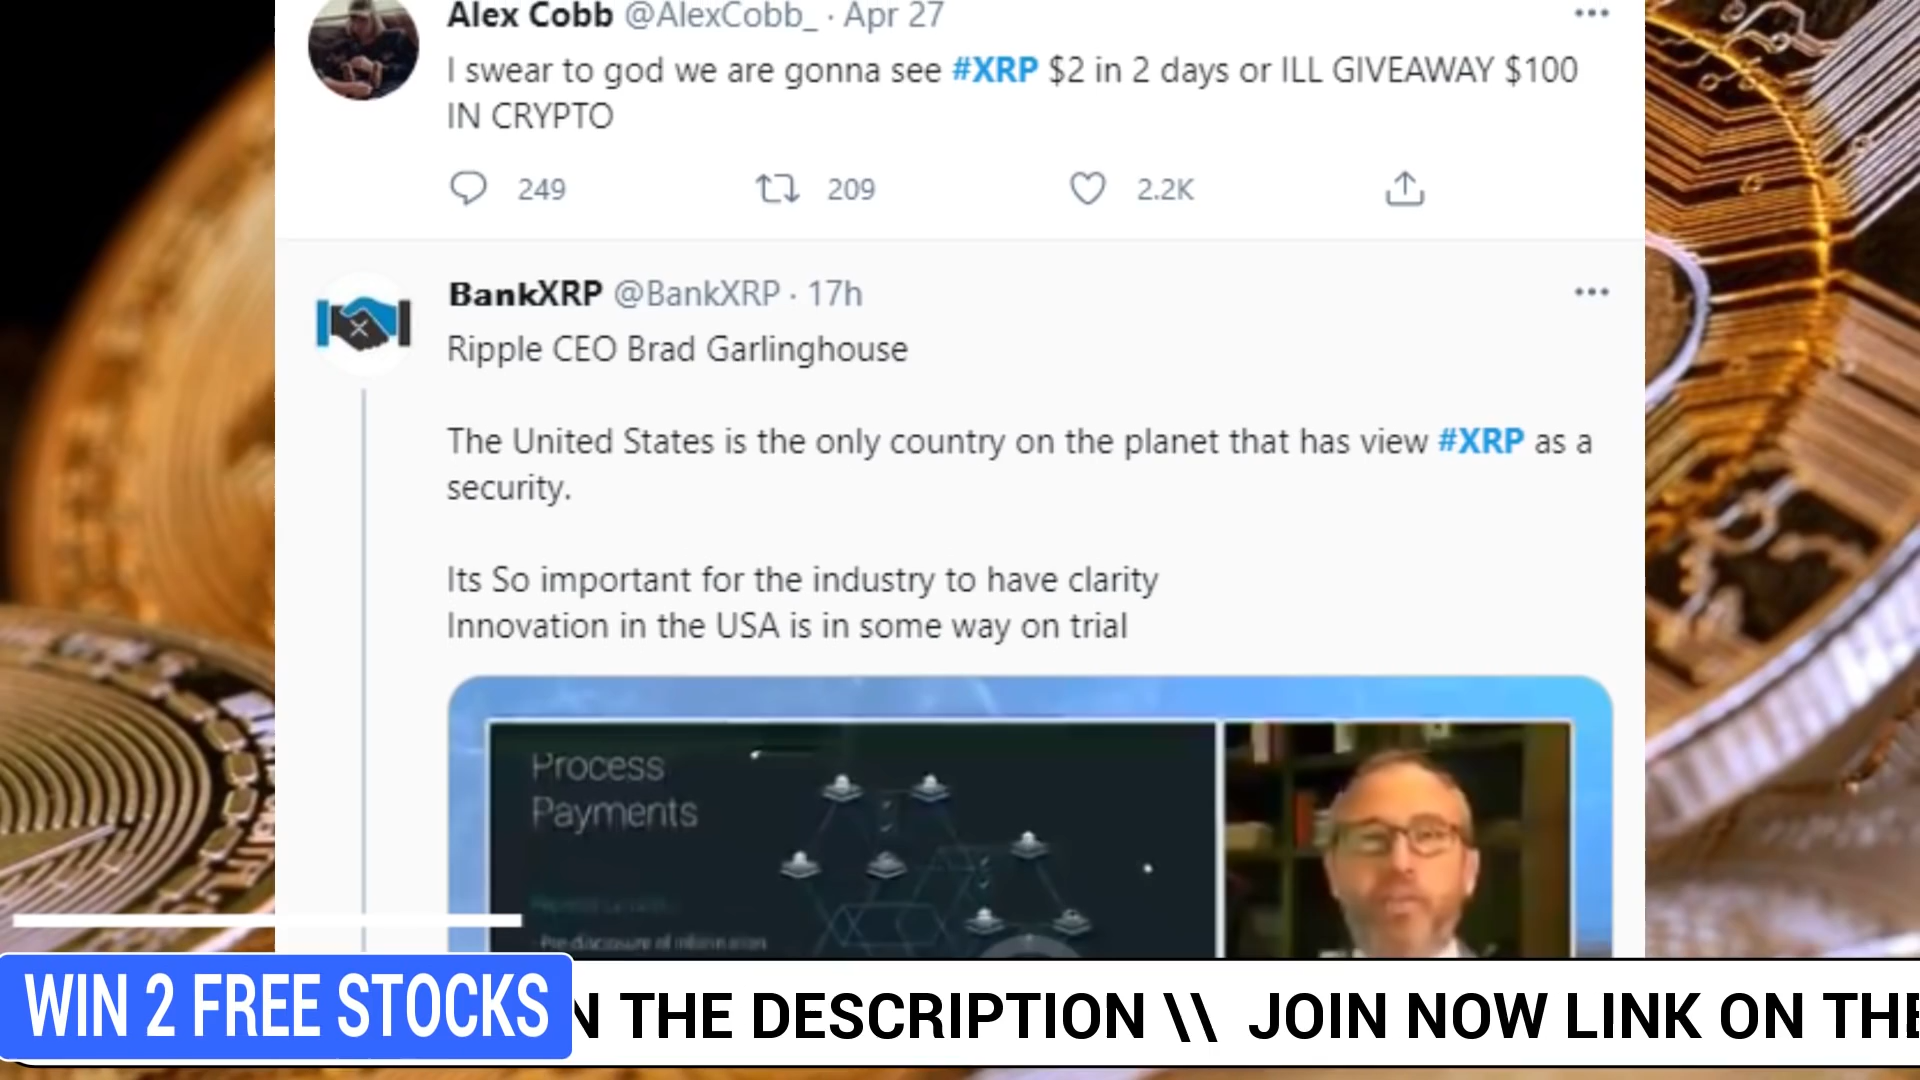 Alex Cobb @AlexCobb_ · Apr 27
I swear to god we are gonna see #XRP $2 in 2 days or ILL GIVEAWAY $100
IN CRYPTO
249 209 2.2K
BankXRP @BankXRP · 17h
Ripple CEO Brad Garlinghouse
The United States is the only country on the planet that has view #XRP as a
security.
Its So important for the industry to have clarity
Innovation in the USA is in some way on trial
Process
Payments
- Pre-disclosure of information
WIN 2 FREE STOCKS
N THE DESCRIPTION \\ JOIN NOW LINK ON THE